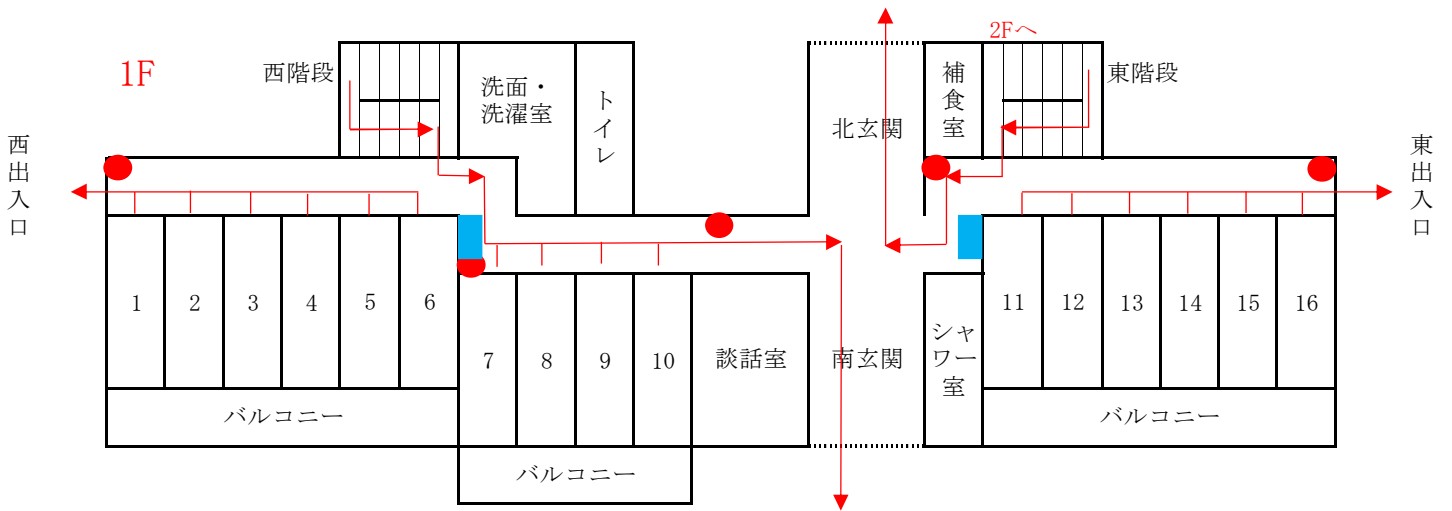 2Fへ
1F
西階段
洗面・
洗濯室
トイレ
北玄関
補食室
東階段
西出入口
東出入口
1
2
3
4
5
6
7
8
9
10
談話室
南玄関
シャ
ワー
室
11
12
13
14
15
16
バルコニー
バルコニー
バルコニー